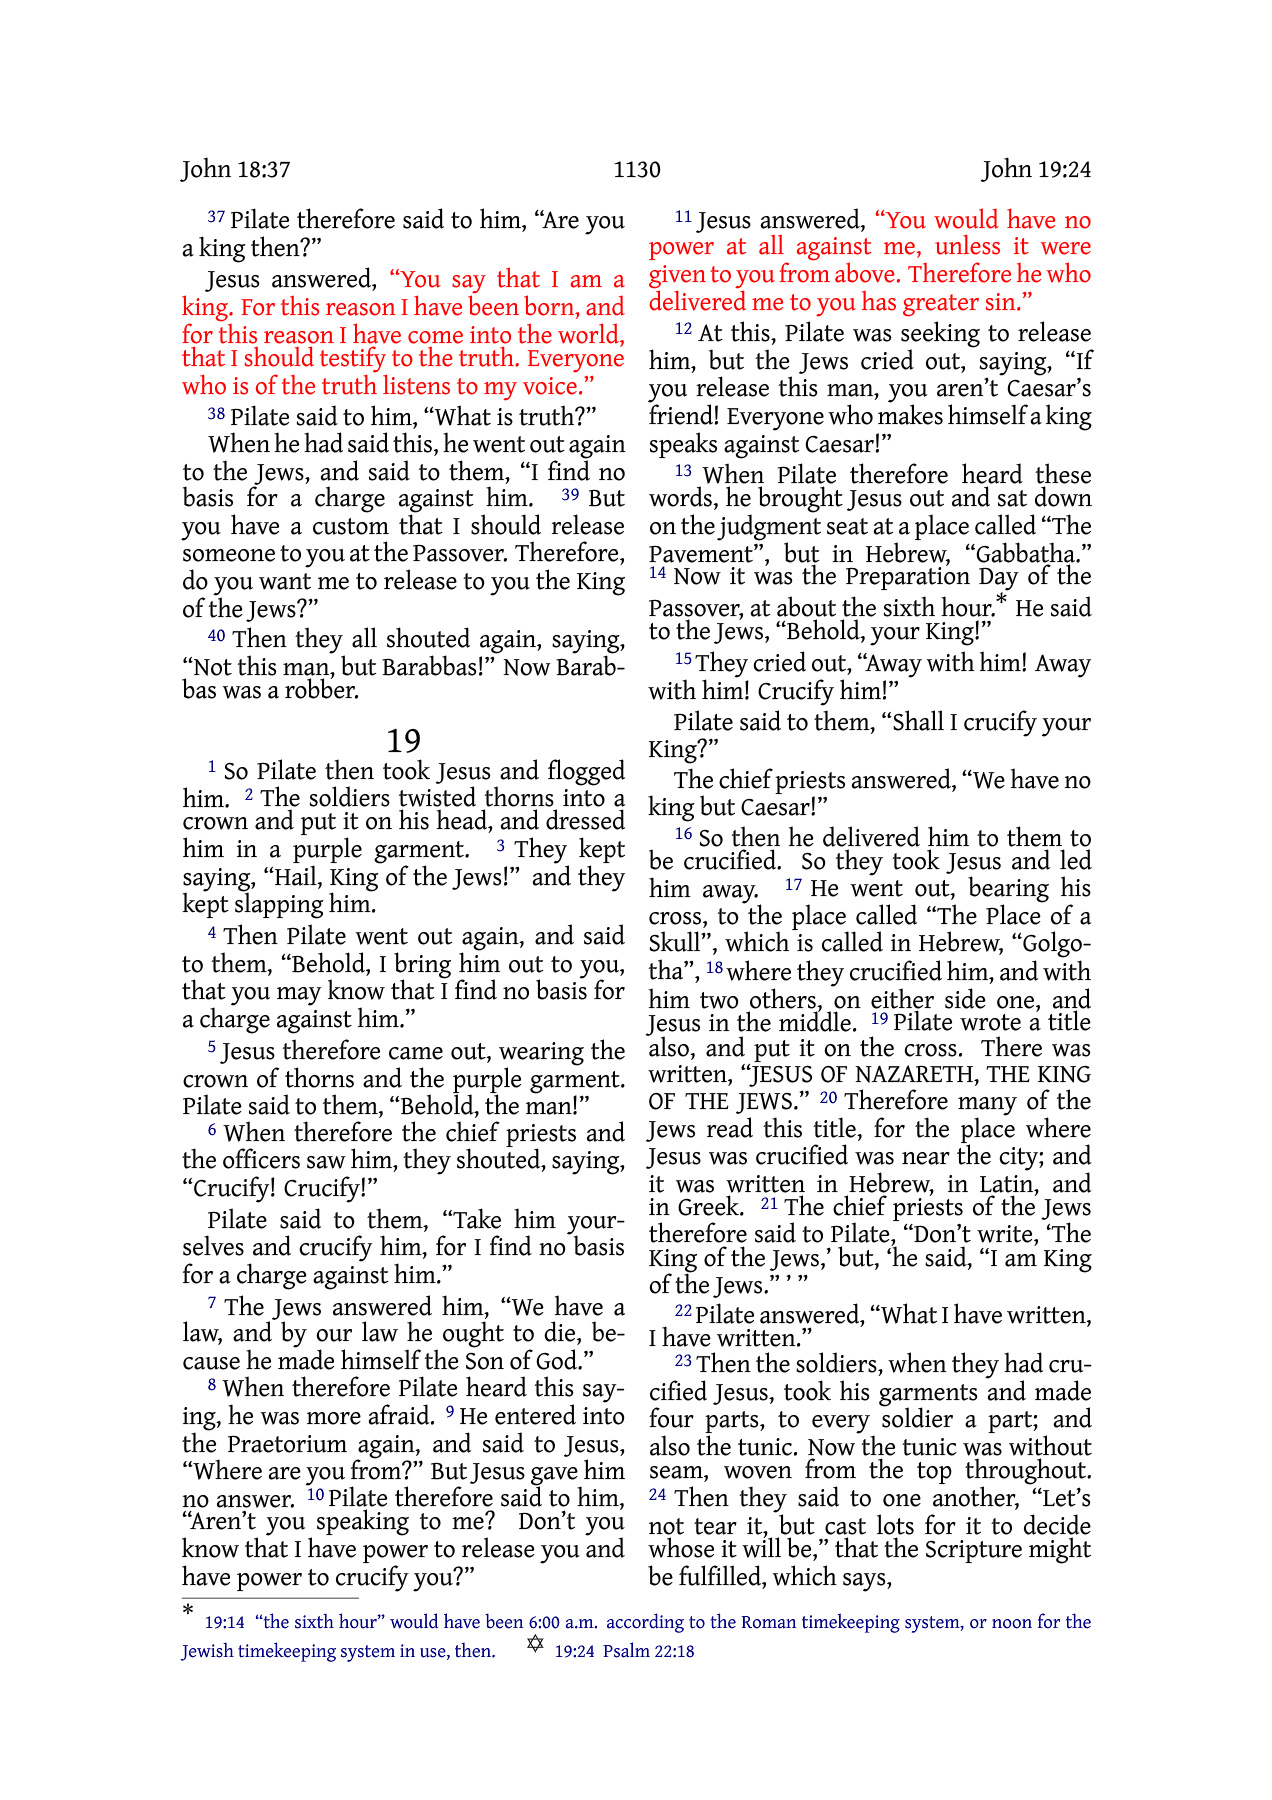 John 18:37
1130
John 19:24
37 Pilate therefore said to him, “Are you
a king then?”
Jesus answered, “You say that I am a
king. For this reason I have been born, and
for this reason I have come into the world,
that I should testify to the truth. Everyone
who is of the truth listens to my voice.”
38 Pilate said to him, “What is truth?”
When he had said this, he went out again
to the Jews, and said to them, “I find no
basis for a charge against him. 39 But
you have a custom that I should release
someone to you at the Passover. Therefore,
do you want me to release to you the King
of the Jews?”
40 Then they all shouted again, saying,
“Not this man, but Barabbas!” Now Barab-
bas was a robber.
19
1 So Pilate then took Jesus and flogged
him. 2 The soldiers twisted thorns into a
crown and put it on his head, and dressed
him in a purple garment. 3 They kept
saying, “Hail, King of the Jews!” and they
kept slapping him.
4 Then Pilate went out again, and said
to them, “Behold, I bring him out to you,
that you may know that I find no basis for
a charge against him.”
5 Jesus therefore came out, wearing the
crown of thorns and the purple garment.
Pilate said to them, “Behold, the man!”
6 When therefore the chief priests and
the officers saw him, they shouted, saying,
“Crucify! Crucify!”
Pilate said to them, “Take him your-
selves and crucify him, for I find no basis
for a charge against him.”
7 The Jews answered him, “We have a
law, and by our law he ought to die, be-
cause he made himself the Son of God.”
8 When therefore Pilate heard this say-
ing, he was more afraid. 9 He entered into
the Praetorium again, and said to Jesus,
“Where are you from?” But Jesus gave him
no answer. 10 Pilate therefore said to him,
“Aren’t you speaking to me? Don’t you
know that I have power to release you and
have power to crucify you?”
11 Jesus answered, “You would have no
power at all against me, unless it were
given to you from above. Therefore he who
delivered me to you has greater sin.”
12 At this, Pilate was seeking to release
him, but the Jews cried out, saying, “If
you release this man, you aren’t Caesar’s
friend! Everyone who makes himself a king
speaks against Caesar!”
13 When Pilate therefore heard these
words, he brought Jesus out and sat down
on the judgment seat at a place called “The
Pavement”, but in Hebrew, “Gabbatha.”
14 Now it was the Preparation Day of the
Passover, at about the sixth hour.* He said
to the Jews, “Behold, your King!”
15 They cried out, “Away with him! Away
with him! Crucify him!”
Pilate said to them, “Shall I crucify your
King?”
The chief priests answered, “We have no
king but Caesar!”
16 So then he delivered him to them to
be crucified. So they took Jesus and led
him away. 17 He went out, bearing his
cross, to the place called “The Place of a
Skull”, which is called in Hebrew, “Golgo-
tha”, 18 where they crucified him, and with
him two others, on either side one, and
Jesus in the middle. 19 Pilate wrote a title
also, and put it on the cross. There was
written, “JESUS OF NAZARETH, THE KING
OF THE JEWS.” 20 Therefore many of the
Jews read this title, for the place where
Jesus was crucified was near the city; and
it was written in Hebrew, in Latin, and
in Greek. 21 The chief priests of the Jews
therefore said to Pilate, “Don’t write, ‘The
King of the Jews,’ but, ‘he said, “I am King
of the Jews.” ’ ”
22 Pilate answered, “What I have written,
I have written.”
23 Then the soldiers, when they had cru-
cified Jesus, took his garments and made
four parts, to every soldier a part; and
also the tunic. Now the tunic was without
seam, woven from the top throughout.
24 Then they said to one another, “Let’s
not tear it, but cast lots for it to decide
whose it will be,” that the Scripture might
be fulfilled, which says,
* 19:14 “the sixth hour” would have been 6:00 a.m. according to the Roman timekeeping system, or noon for the
Jewish timekeeping system in use, then. ✡ 19:24 Psalm 22:18